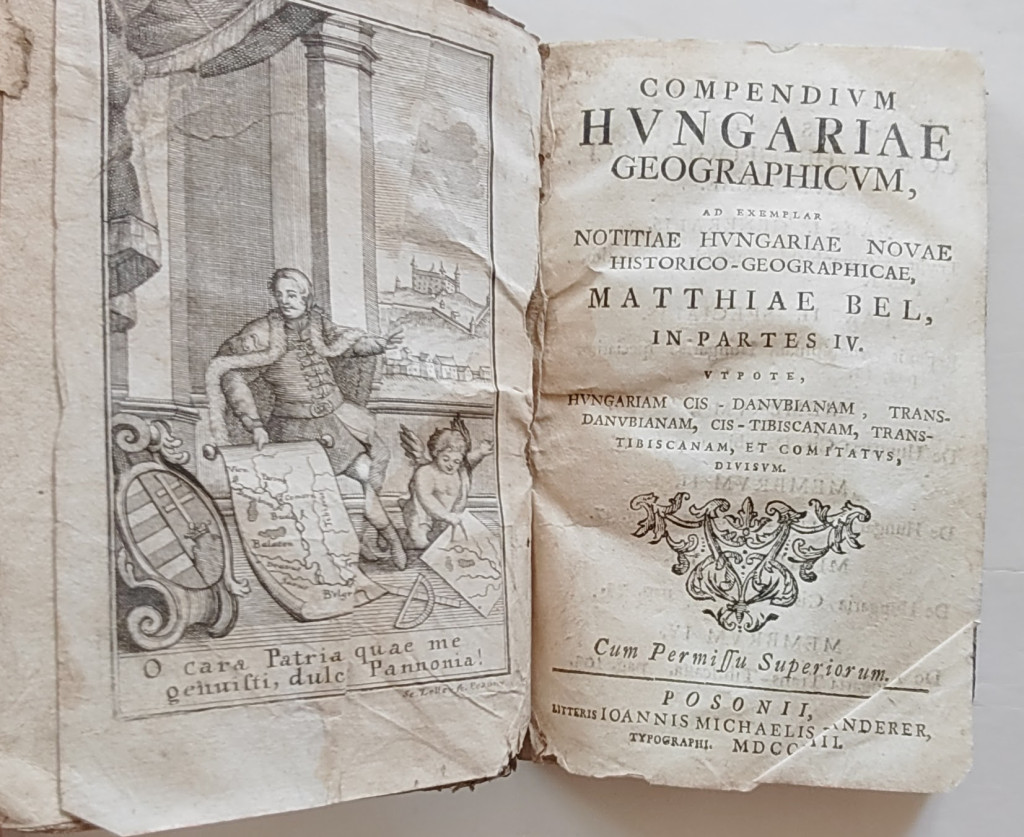 Balaton
O cara Patria quae me
genuisti, dulc Pannonia!
COMPENDIVM
HVNGARIAE
GEOGRAPHICVM,
AD EXEMPLAR
NOTITIAE HVNGARIAE NOVAE
HISTORICO-GEOGRAPHICAE,
MATTHIAE BEL,
IN PARTES IV.
VTPOTE,
HVNGARIAM CIS-DANVBIANAM, TRANS-
DANVBIANAM, CIS-TIBISCANAM, TRANS-
TIBISCANAM, ET COMITATVS,
DIVISVM.
Cum Permiſſu Superiorum.
POSONII,
LITTERIS IOANNIS MICHAELIS ANDERER,
TYPOGRAPHI.